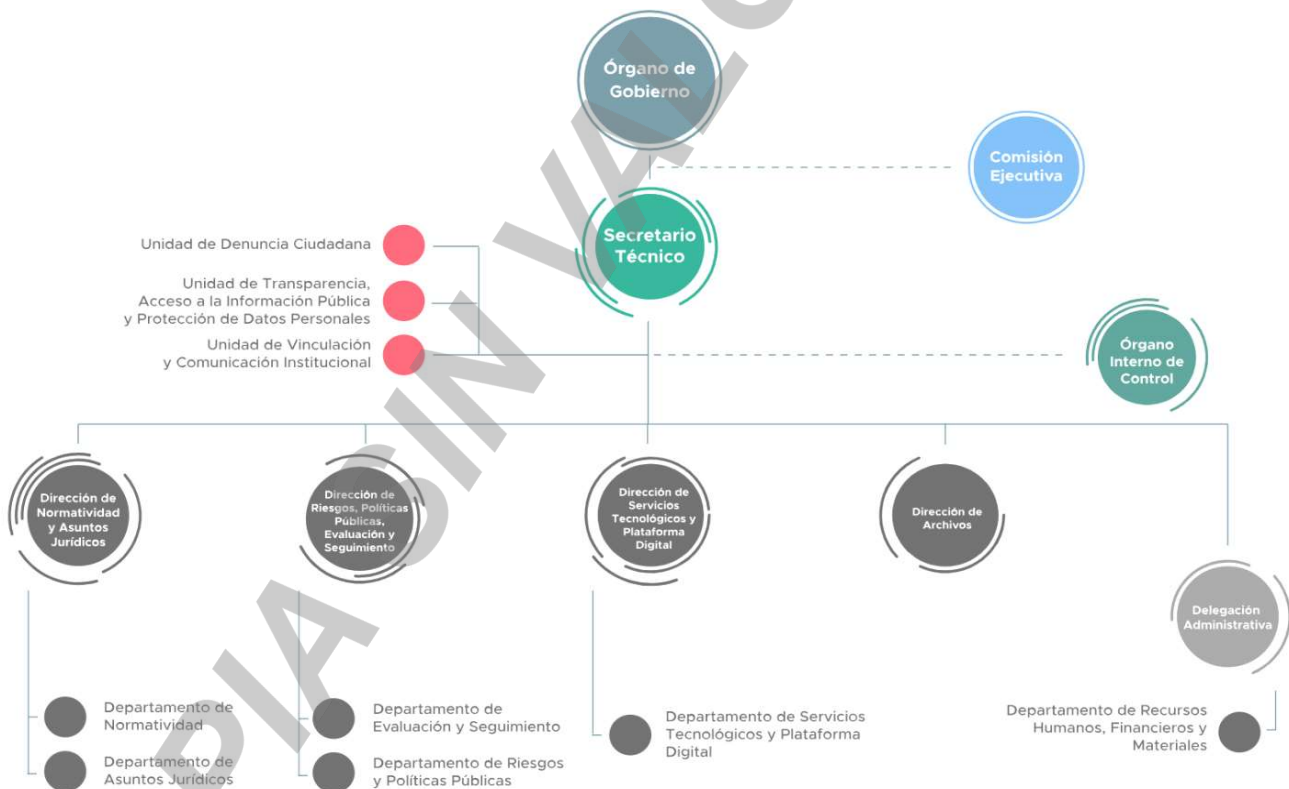 Órgano de
Gobierno
Comisión
Ejecutiva
Secretario
Técnico
Unidad de Denuncia Ciudadana
Unidad de Transparencia,
Acceso a la Información Pública
y Protección de Datos Personales
Unidad de Vinculación
y Comunicación Institucional
Órgano
Interno de
Control
Dirección de
Normatividad
y Asuntos
Jurídicos
Dirección de
Riesgos, Políticas
Públicas,
Evaluación y
Seguimiento
Dirección de
Servicios
Tecnológicos y
Plataforma
Digital
Dirección de
Archivos
Delegación
Administrativa
Departamento de
Normatividad
Departamento de
Asuntos Jurídicos
Departamento de
Evaluación y Seguimiento
Departamento de Riesgos
y Políticas Públicas
Departamento de Servicios
Tecnológicos y Plataforma
Digital
Departamento de Recursos
Humanos, Financieros y
Materiales
PIA SIN VALO